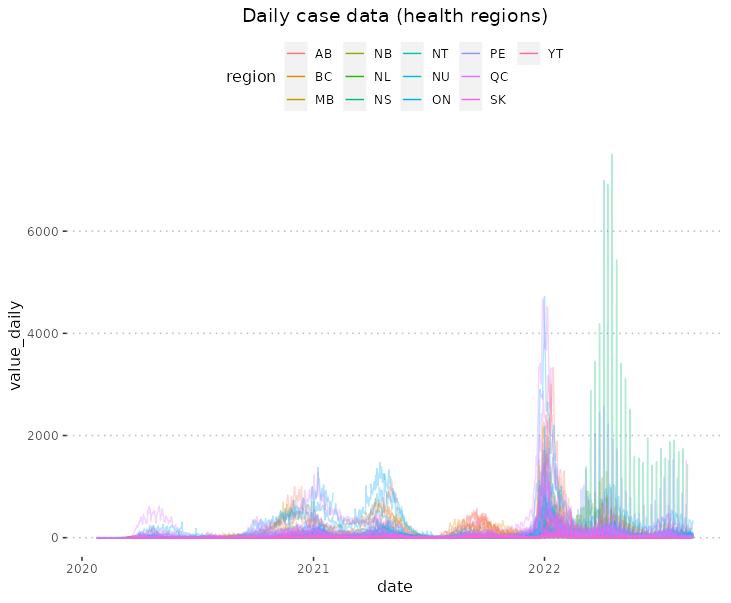 Daily case data (health regions)
region
AB NB NT PE YT
BC NL NU QC
MB NS ON SK
value_daily
6000
4000
2000
0
2020 2021 2022
date